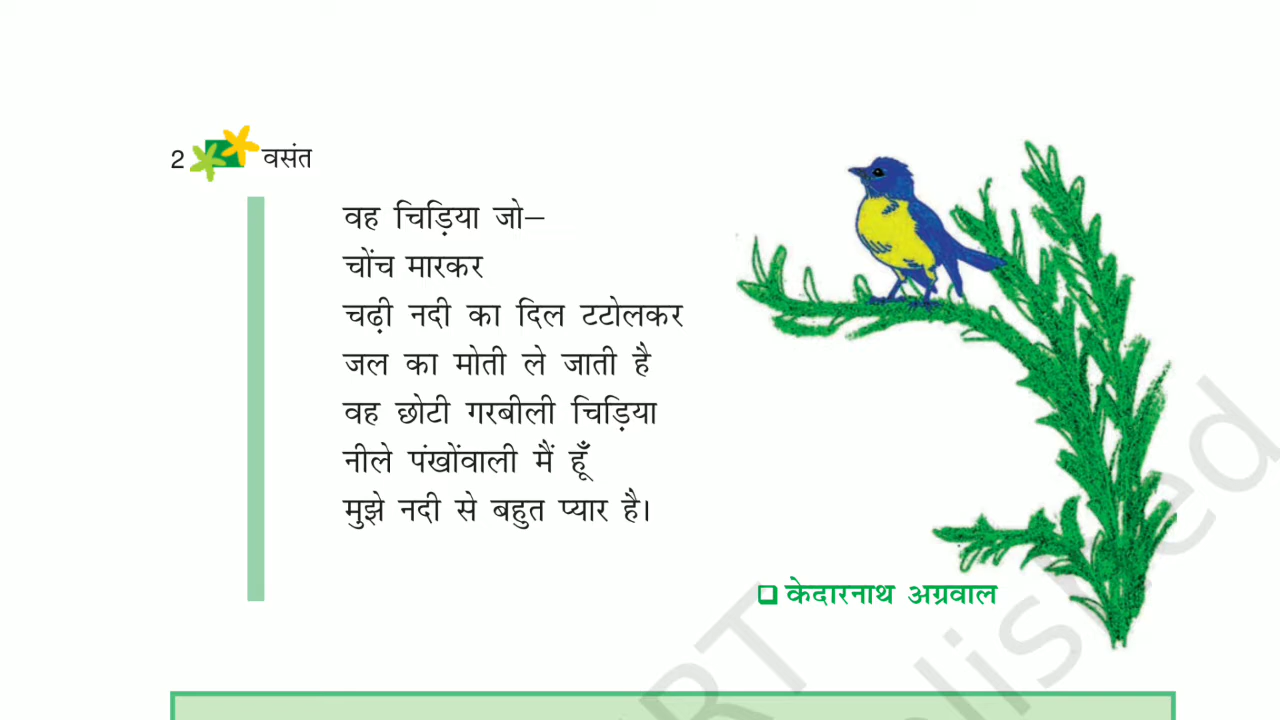 2 वसंत
वह चिड़िया जो–
चोंच मारकर
चढ़ी नदी का दिल टटोलकर
जल का मोती ले जाती है
वह छोटी गरबीली चिड़िया
नीले पंखोंवाली मैं हूँ
मुझे नदी से बहुत प्यार है।
केदारनाथ अग्रवाल